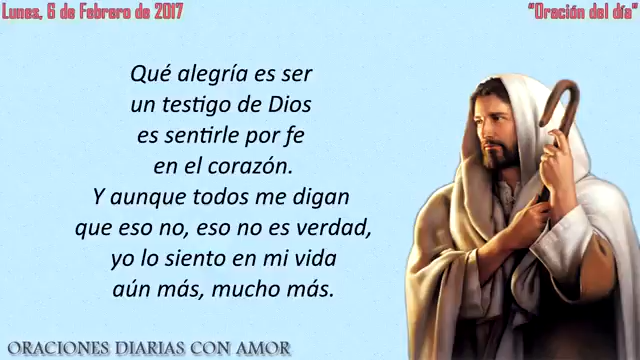 Lunes, 6 de Febrero de 2017
"Oración del día"
Qué alegría es ser
un testigo de Dios
es sentirle por fe
en el corazón.
Y aunque todos me digan
que eso no, eso no es verdad,
yo lo siento en mi vida
aún más, mucho más.
ORACIONES DIARIAS CON AMOR